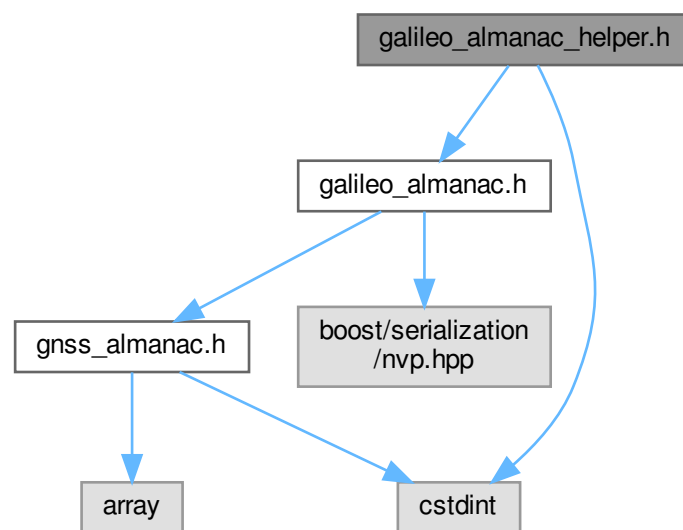 galileo_almanac_helper.h
galileo_almanac.h
boost/serialization
/nvp.hpp
gnss_almanac.h
array
cstdint